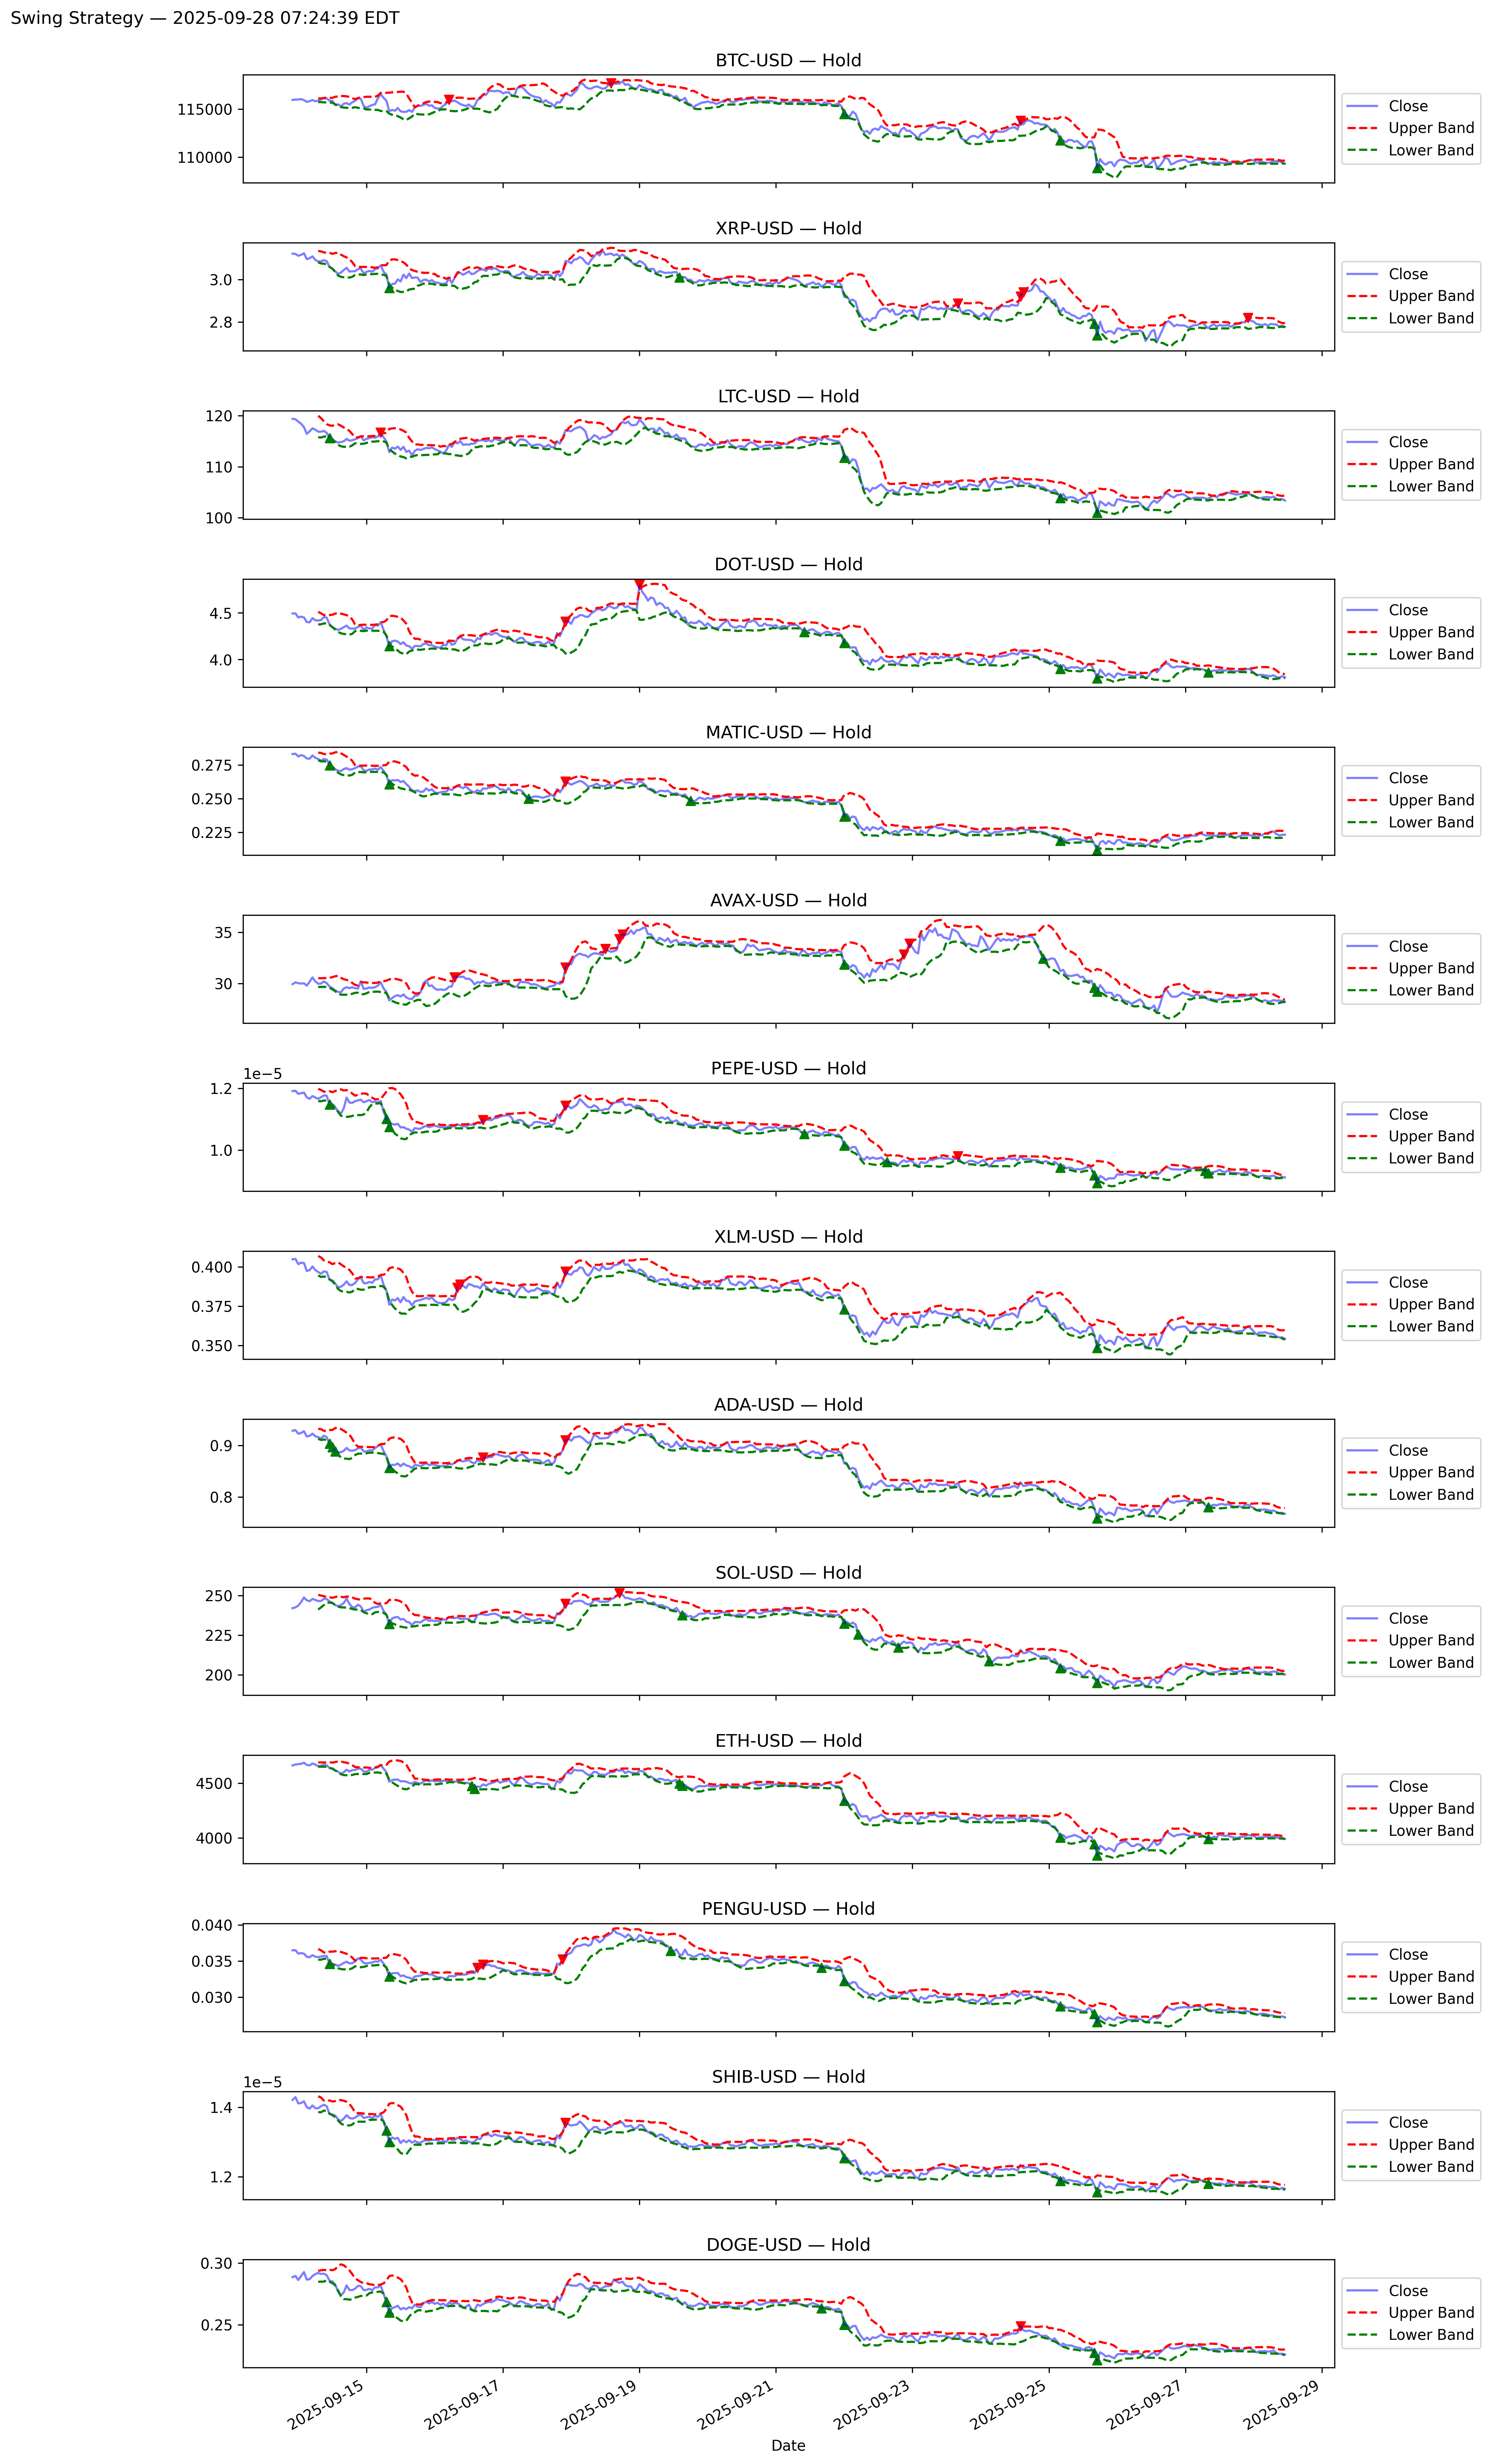 Swing Strategy — 2025-09-28 07:24:39 EDT
BTC-USD — Hold
115000
110000
Close
Upper Band
Lower Band
XRP-USD — Hold
3.0
2.8
Close
Upper Band
Lower Band
LTC-USD — Hold
120
110
100
Close
Upper Band
Lower Band
DOT-USD — Hold
4.5
4.0
Close
Upper Band
Lower Band
MATIC-USD — Hold
0.275
0.250
0.225
Close
Upper Band
Lower Band
AVAX-USD — Hold
35
30
Close
Upper Band
Lower Band
PEPE-USD — Hold
1e−5
1.2
1.0
Close
Upper Band
Lower Band
XLM-USD — Hold
0.400
0.375
0.350
Close
Upper Band
Lower Band
ADA-USD — Hold
0.9
0.8
Close
Upper Band
Lower Band
SOL-USD — Hold
250
225
200
Close
Upper Band
Lower Band
ETH-USD — Hold
4500
4000
Close
Upper Band
Lower Band
PENGU-USD — Hold
0.040
0.035
0.030
Close
Upper Band
Lower Band
SHIB-USD — Hold
1e−5
1.4
1.2
Close
Upper Band
Lower Band
DOGE-USD — Hold
0.30
0.25
Close
Upper Band
Lower Band
2025-09-15
2025-09-17
2025-09-19
2025-09-21
2025-09-23
2025-09-25
2025-09-27
2025-09-29
Date